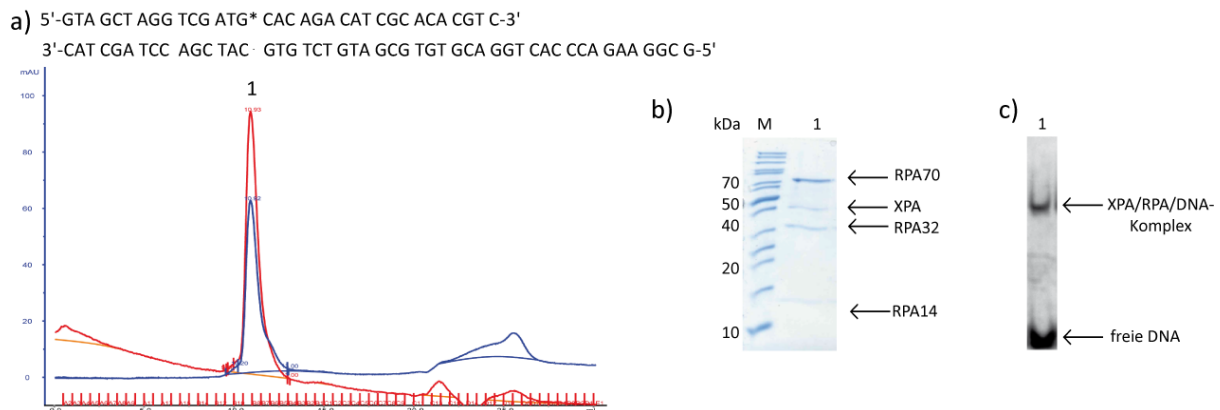 a) 5'-GTA GCT AGG TCG ATG* CAC AGA CAT CGC ACA CGT C-3'
3'-CAT CGA TCC AGC TAC GTG TCT GTA GCG TGT GCA GGT CAC CCA GAA GGC G-5'
mAU
1
100
10.93
80
60
40
20
0
b)
kDa M 1
70
50
40
20
10
RPA70
XPA
RPA32
RPA14
c)
1
XPA/RPA/DNA-
Komplex
freie DNA